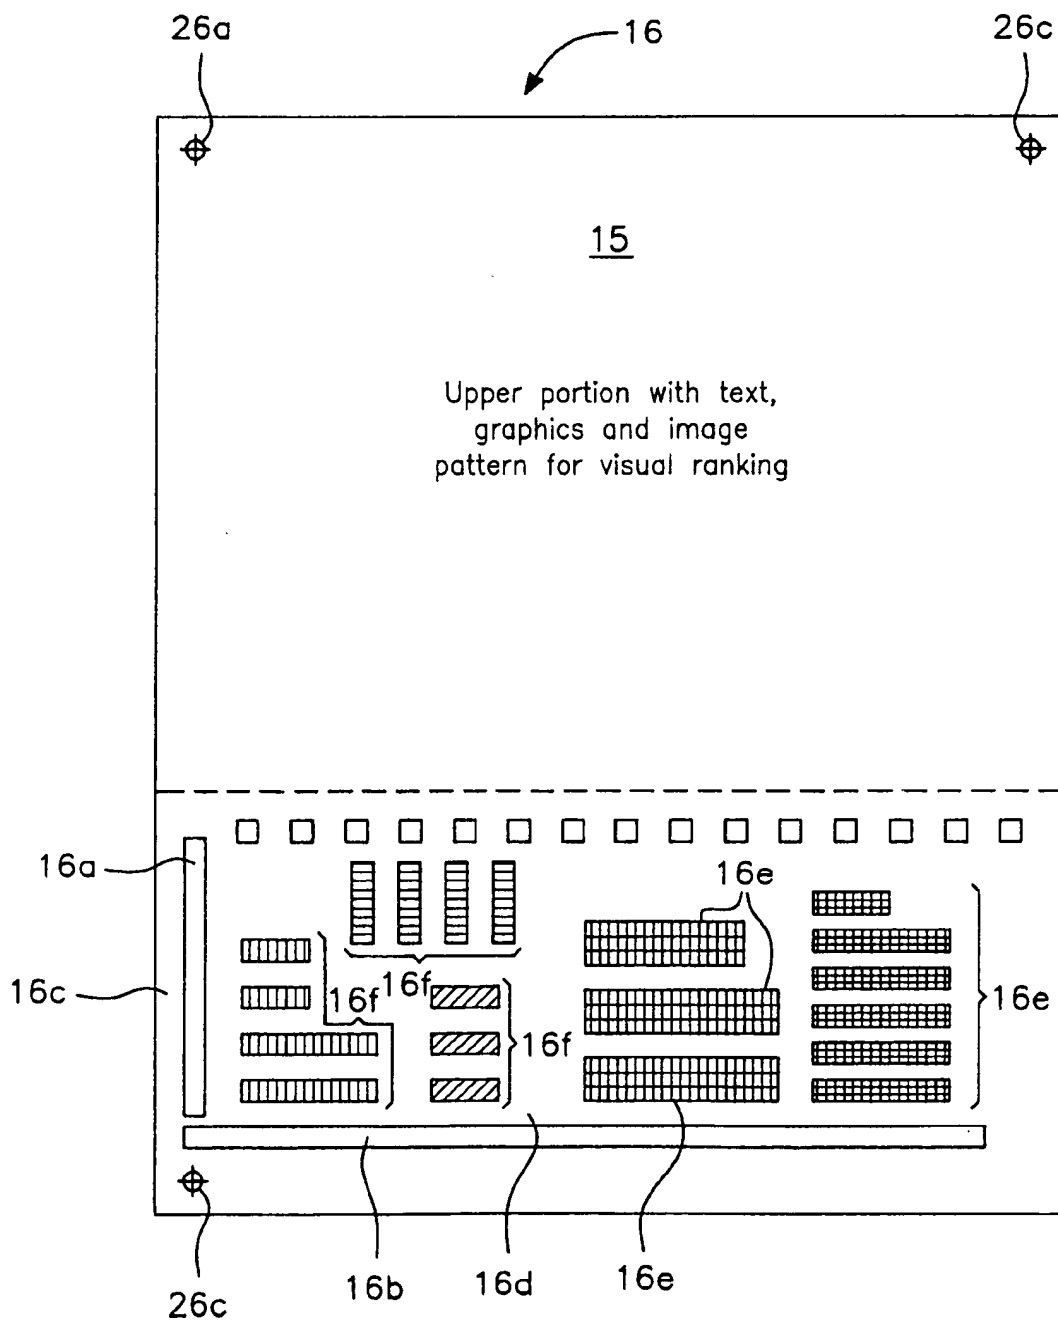 26a
16
26c
15
Upper portion with text,
graphics and image
pattern for visual ranking
16a
16e
16c
16f
16f
16e
16f
26c
16b
16d
16e